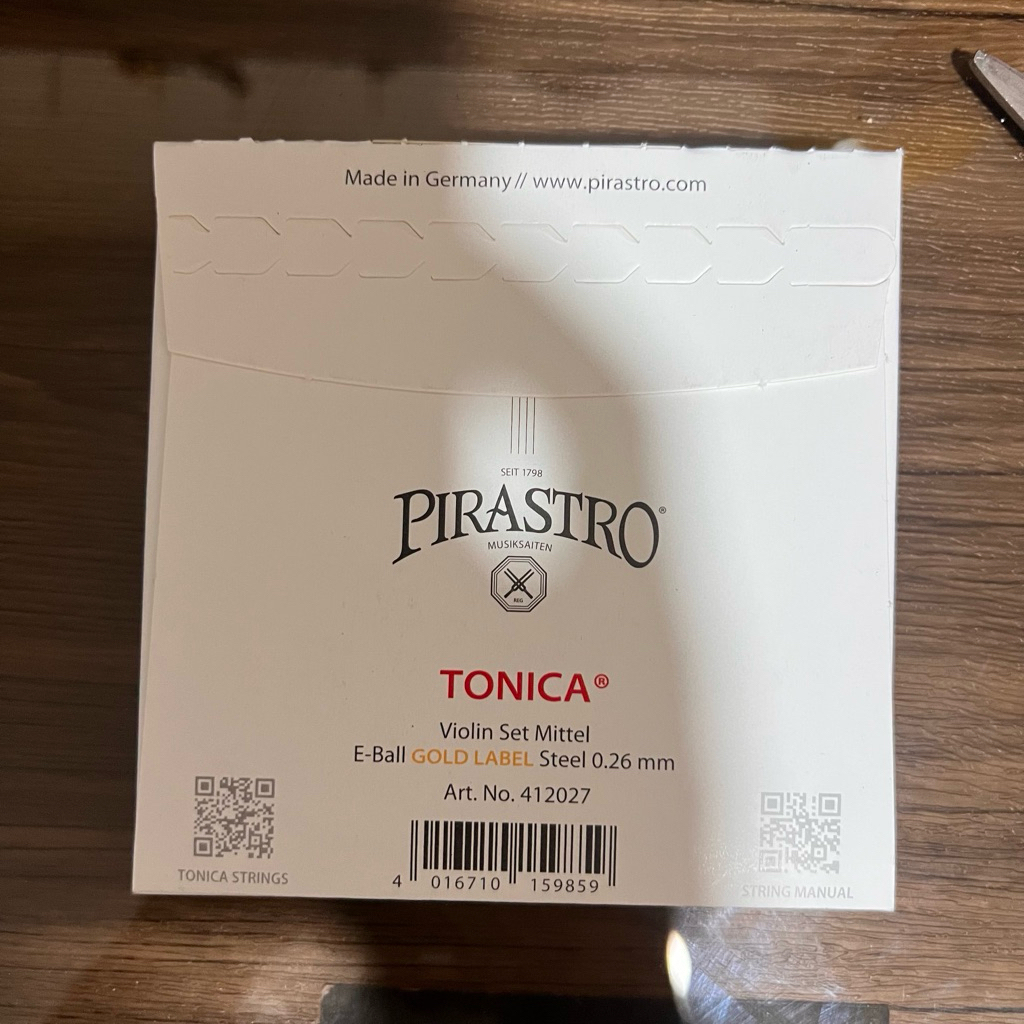 Made in Germany // www.pirastro.com
SEIT 1798
PIRASTRO®
MUSIKSAITEN
REG
TONICA®
Violin Set Mittel
E-Ball GOLD LABEL Steel 0.26 mm
Art. No. 412027
4 016710 159859
TONICA STRINGS
STRING MANUAL